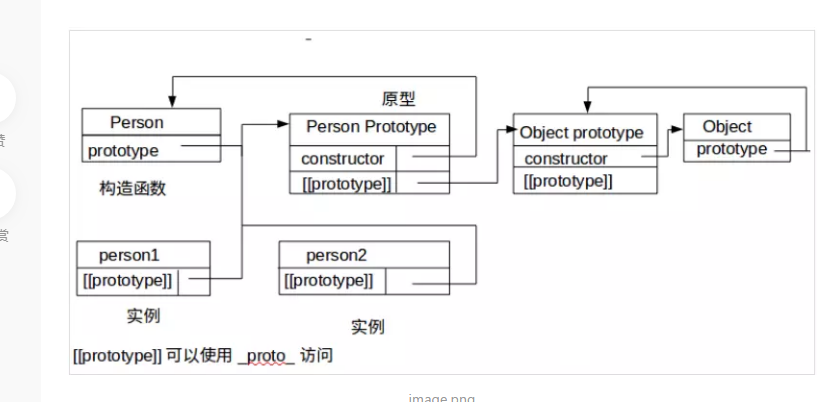 原型
Person
prototype
构造函数
Person Prototype
constructor
[[prototype]]
Object prototype
constructor
[[prototype]]
Object
prototype
person1
[[prototype]]
实例
person2
[[prototype]]
实例
[[prototype]] 可以使用 _proto_ 访问
赞
赏
image.png